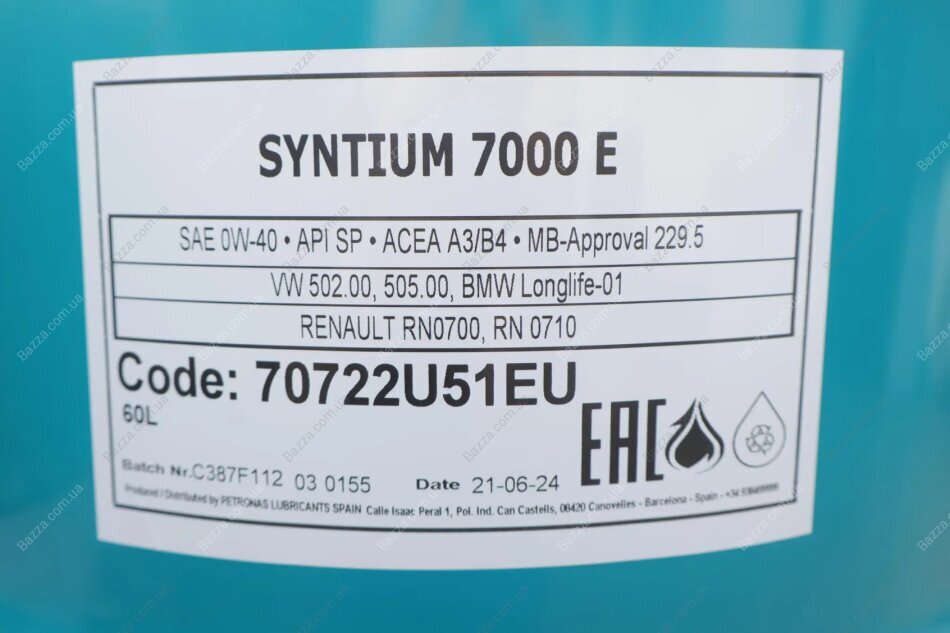 SYNTIUM 7000 E
SAE 0W-40 • API SP • ACEA A3/B4 • MB-Approval 229.5
VW 502.00, 505.00, BMW Longlife-01
RENAULT RN0700, RN 0710
Code: 70722U51EU
60L
EAC
Batch Nr.C387F112 03 0155 Date 21-06-24
Produced / Distributed by PETRONAS LUBRICANTS SPAIN Calle Isaac Peral 1, Pol. Ind. Can Castells, 08420 Canovelles - Barcelona - Spain
Bazza.com.ua